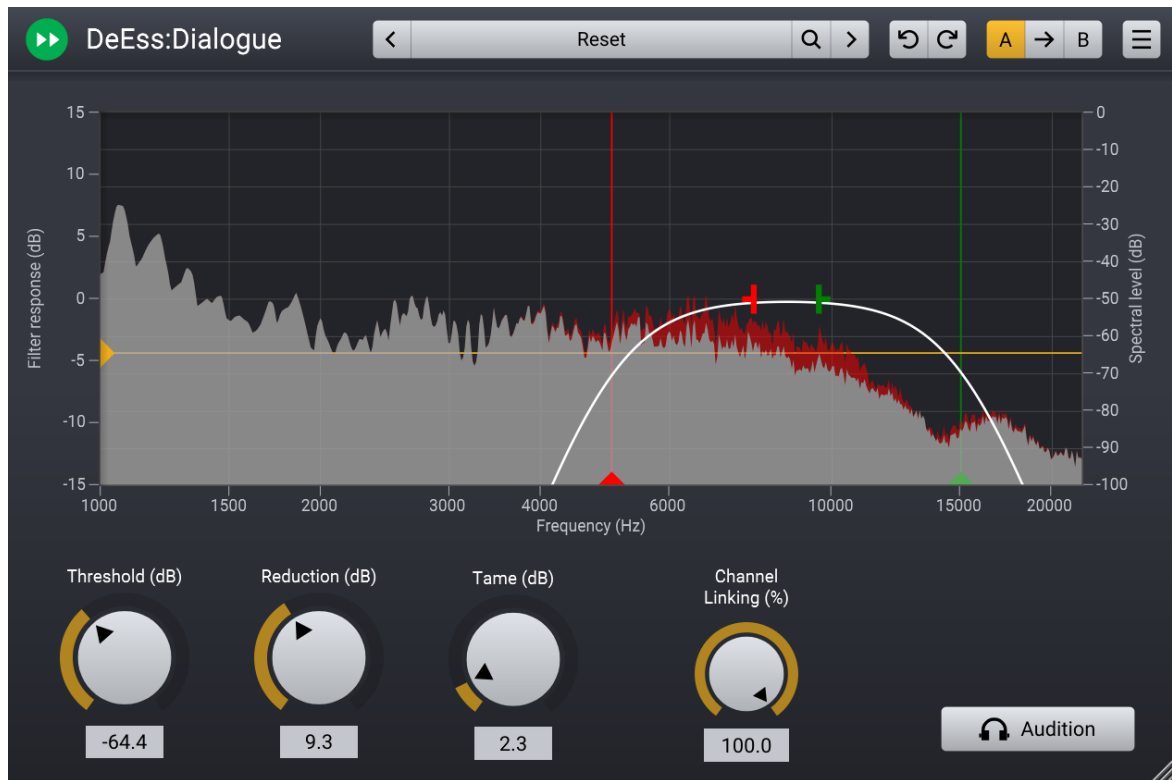 DeEss:Dialogue
Reset
A
B
15
10
5
0
-5
-10
-15
Filter response (dB)
0
-10
-20
-30
-40
-50
-60
-70
-80
-90
-100
Spectral level (dB)
1000 1500 2000 3000 4000 6000 10000 15000 20000
Frequency (Hz)
Threshold (dB)
Reduction (dB)
Tame (dB)
Channel
Linking (%)
-64.4
9.3
2.3
100.0
Audition